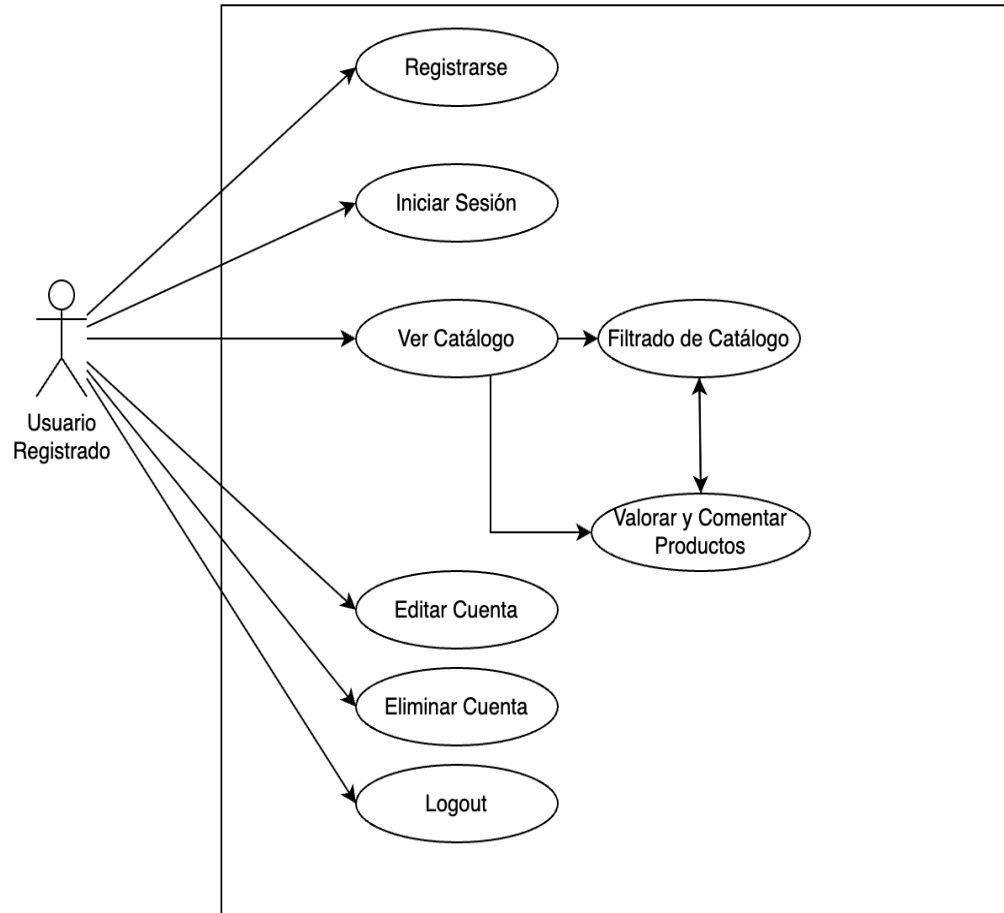 Registrarse
Iniciar Sesión
Ver Catálogo
Filtrado de Catálogo
Usuario
Registrado
Valorar y Comentar
Productos
Editar Cuenta
Eliminar Cuenta
Logout